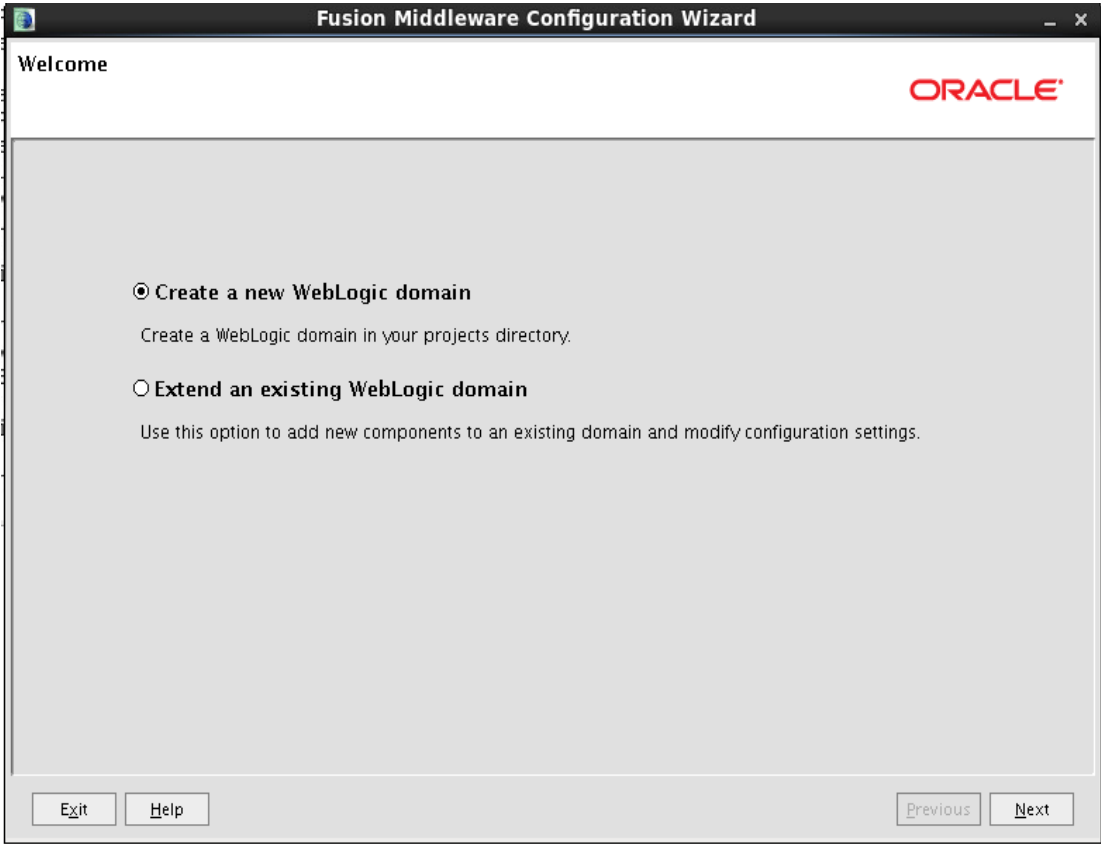 Fusion Middleware Configuration Wizard
Welcome
ORACLE
Create a new WebLogic domain
Create a WebLogic domain in your projects directory.
Extend an existing WebLogic domain
Use this option to add new components to an existing domain and modify configuration settings.
Exit Help Previous Next